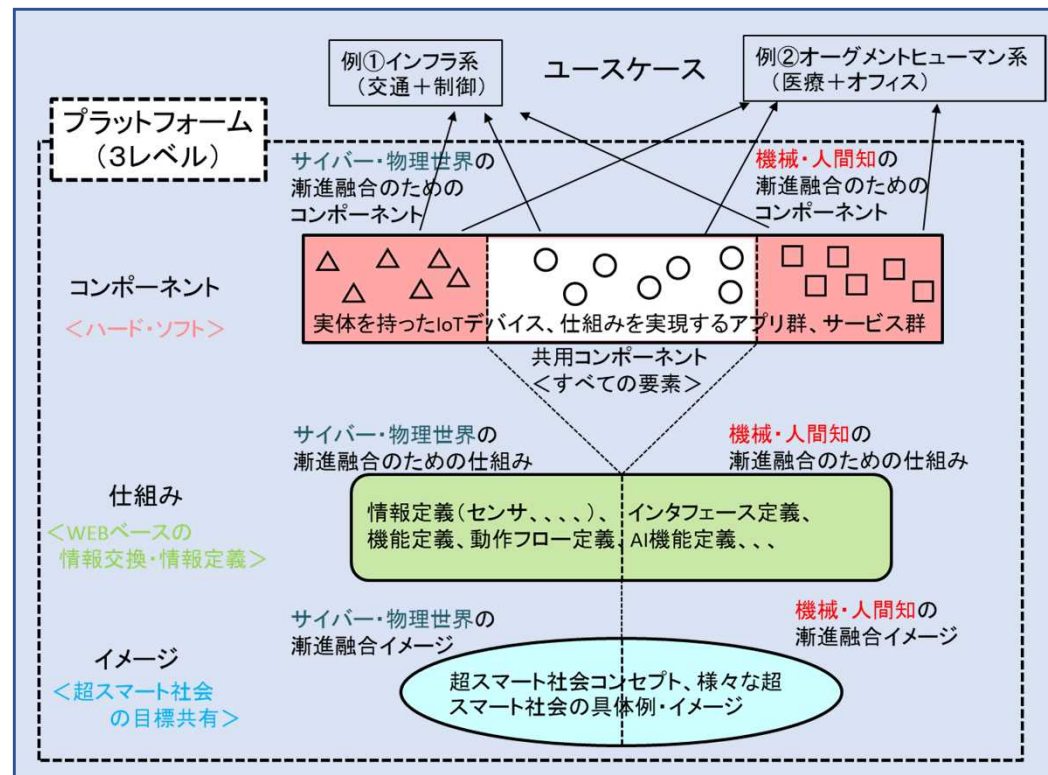 例①インフラ系
(交通+制御)
ユースケース
例②オーグメントヒューマン系
(医療+オフィス)
プラットフォーム
(3レベル)
サイバー・物理世界の
漸進融合のための
コンポーネント
機械・人間知の
漸進融合のための
コンポーネント
コンポーネント
<ハード・ソフト>
実体を持ったIoTデバイス、仕組みを実現するアプリ群、サービス群
共用コンポーネント
<すべての要素>
サイバー・物理世界の
漸進融合のための仕組み
機械・人間知の
漸進融合のための仕組み
仕組み
<WEBベースの
情報交換・情報定義>
情報定義(センサ、、、、)、 インタフェース定義、
機能定義、動作フロー定義、AI機能定義、、、
サイバー・物理世界の
漸進融合イメージ
機械・人間知の
漸進融合イメージ
イメージ
<超スマート社会
の目標共有>
超スマート社会コンセプト、様々な超
スマート社会の具体例・イメージ